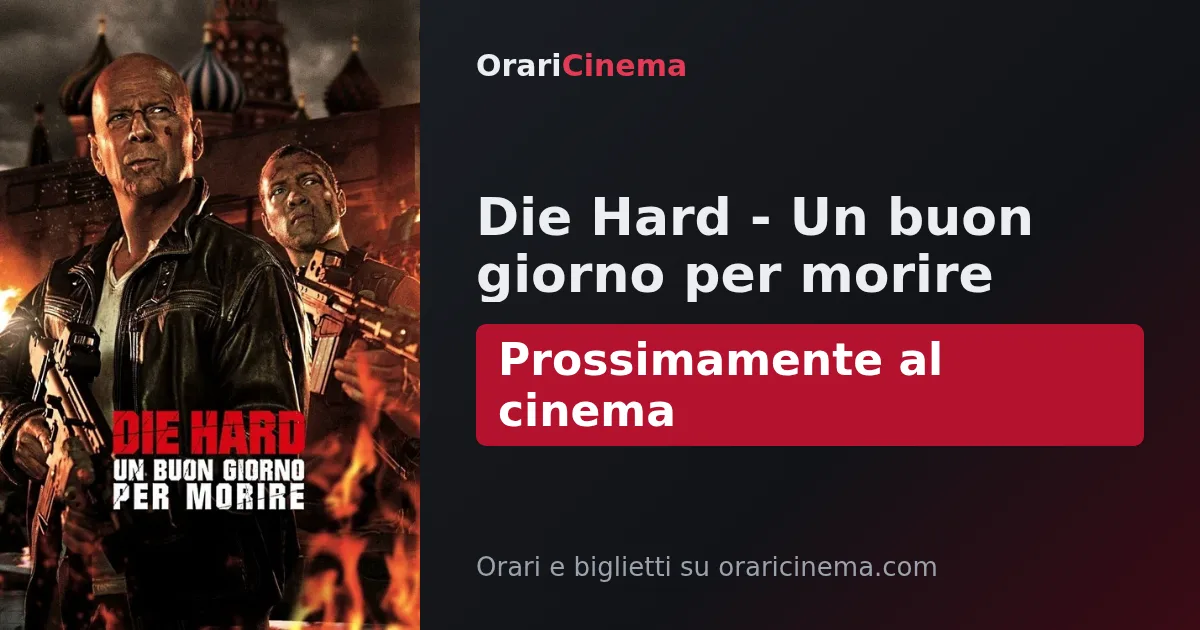 DIE HARD
UN BUON GIORNO
PER MORIRE
OrariCinema
Die Hard - Un buon
giorno per morire
Prossimamente al
cinema
Orari e biglietti su oraricinema.com